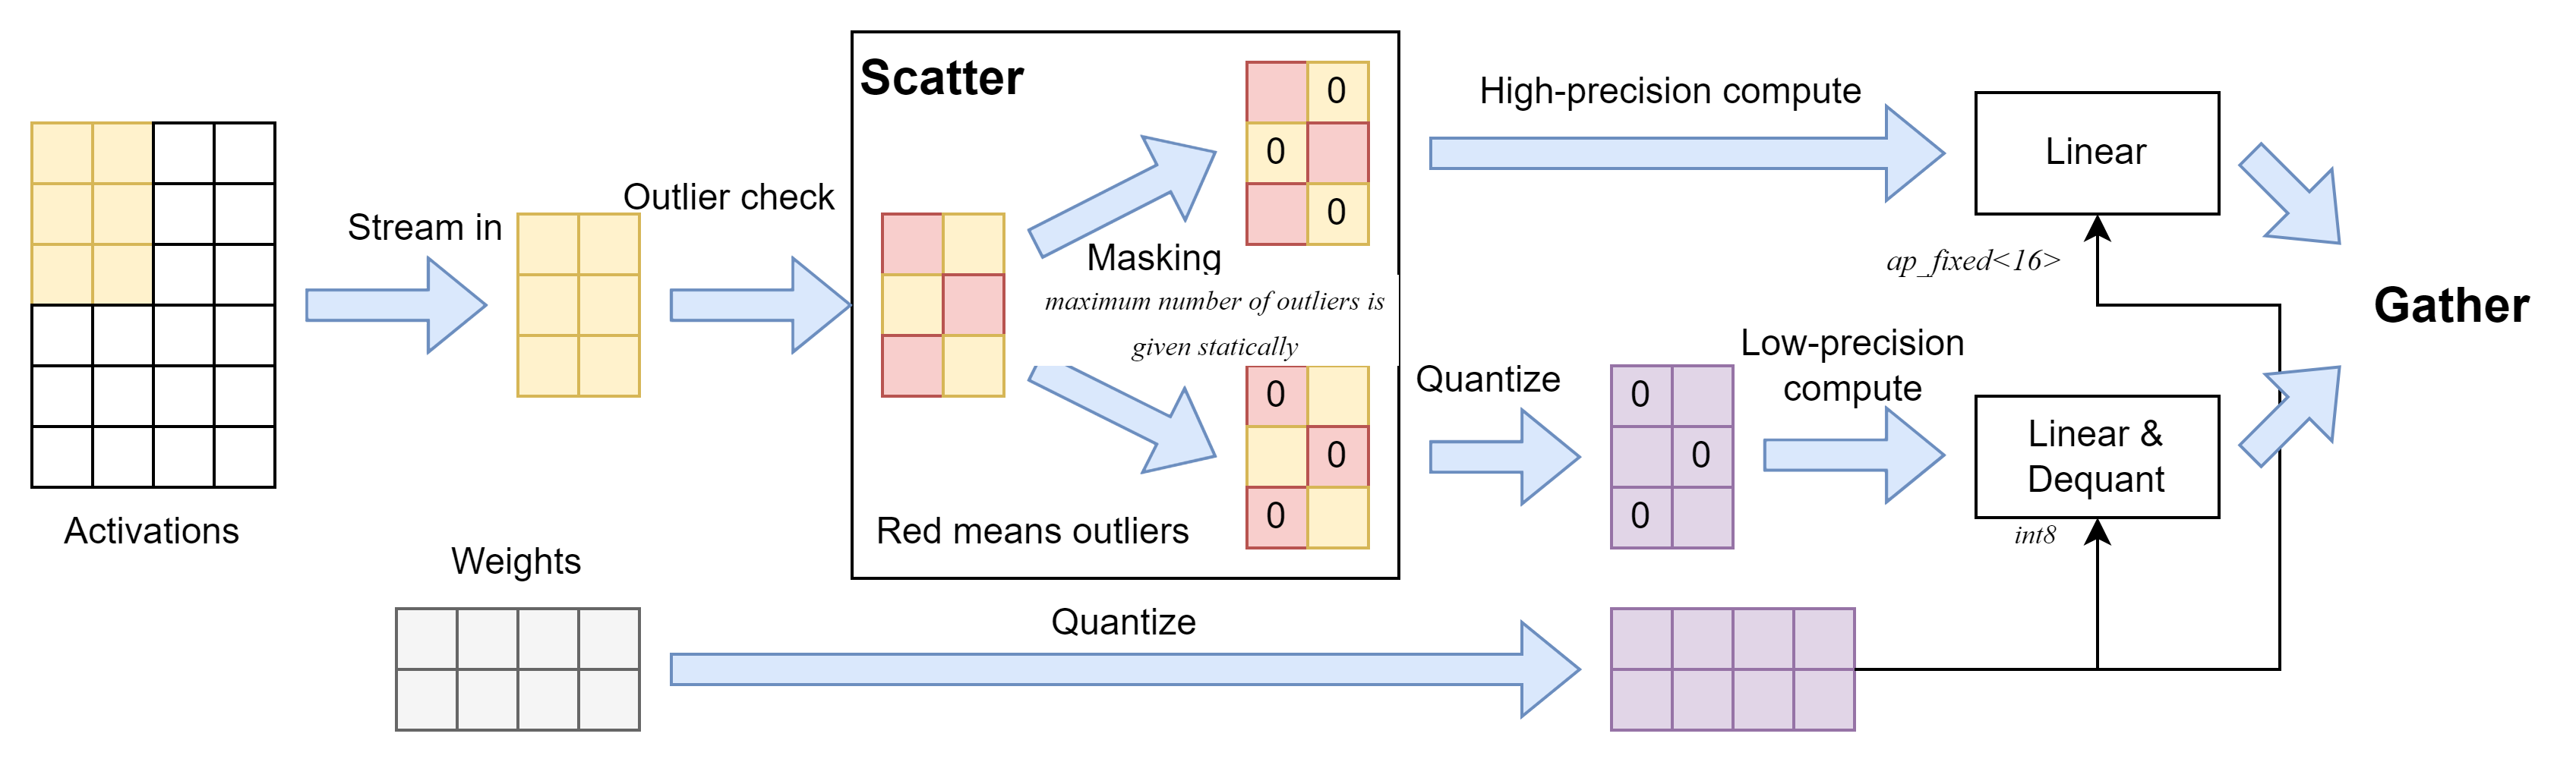 Activations
Stream in
Outlier check
Scatter
0
0
0
Masking
maximum number of outliers is
given statically
0
0
0
Red means outliers
High-precision compute
Linear
ap_fixed<16>
Quantize
0
0
0
Low-precision
compute
Linear &
Dequant
int8
Gather
Weights
Quantize